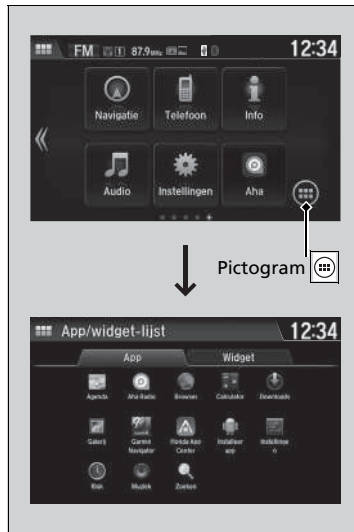 FM 87.9MHz 12:34
Navigatie Telefoon Info
Audio Instellingen Aha
Pictogram
App/widget-lijst 12:34
App Widget
Agenda Aha Radio Browser Calculator Downloads
Galerij Garmin Navigator Honda App Center Installeer app Instellingen
Klok Muziek Zoeken